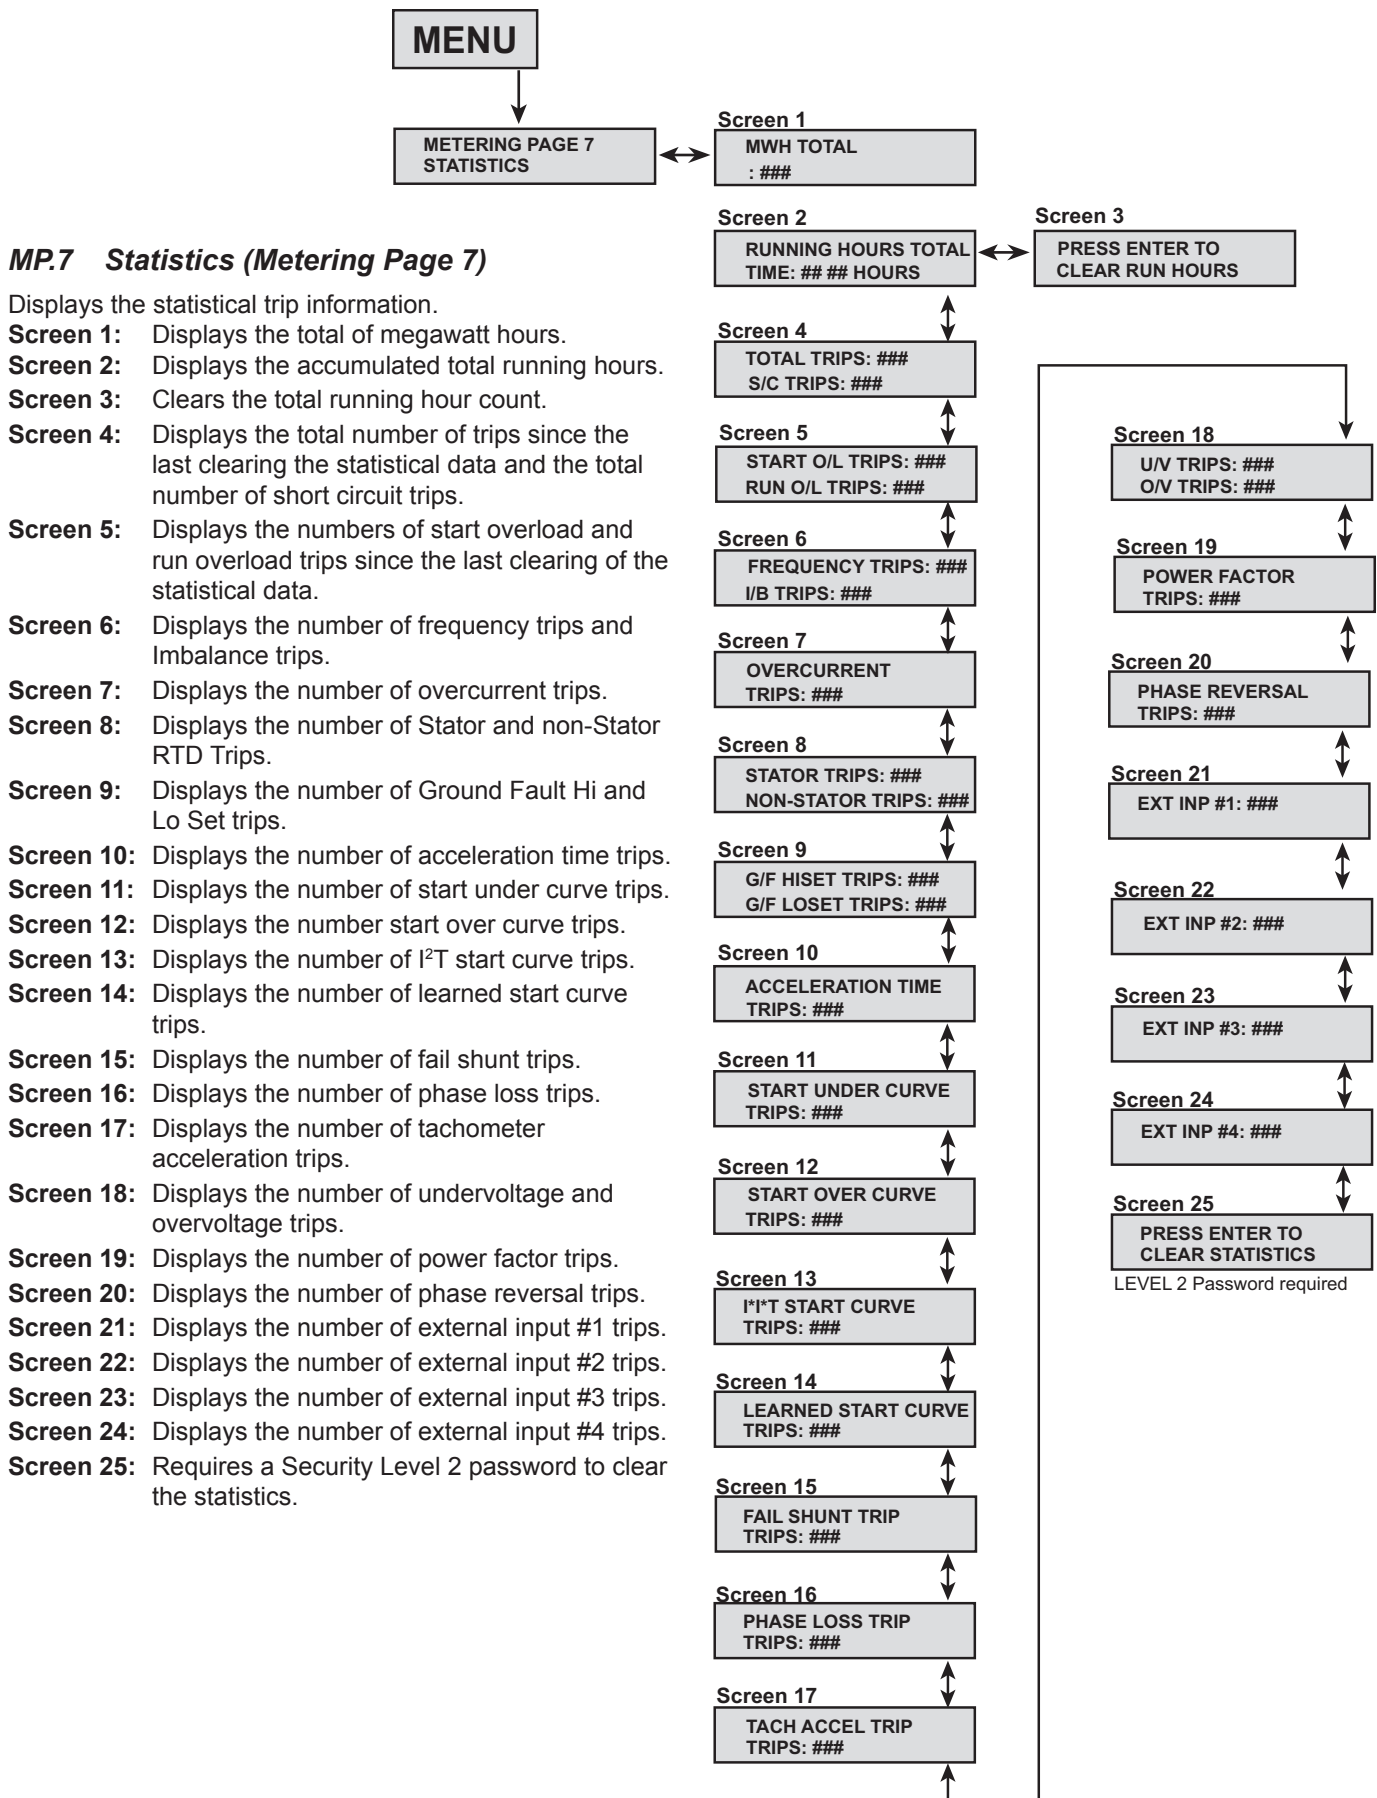 MENU
METERING PAGE 7
STATISTICS
Screen 1
MWH TOTAL
: ###
MP.7 Statistics (Metering Page 7)
Displays the statistical trip information.
Screen 1: Displays the total of megawatt hours.
Screen 2: Displays the accumulated total running hours.
Screen 3: Clears the total running hour count.
Screen 4: Displays the total number of trips since the
last clearing the statistical data and the total
number of short circuit trips.
Screen 5: Displays the numbers of start overload and
run overload trips since the last clearing of the
statistical data.
Screen 6: Displays the number of frequency trips and
Imbalance trips.
Screen 7: Displays the number of overcurrent trips.
Screen 8: Displays the number of Stator and non-Stator
RTD Trips.
Screen 9: Displays the number of Ground Fault Hi and
Lo Set trips.
Screen 10: Displays the number of acceleration time trips.
Screen 11: Displays the number of start under curve trips.
Screen 12: Displays the number start over curve trips.
Screen 13: Displays the number of I²T start curve trips.
Screen 14: Displays the number of learned start curve
trips.
Screen 15: Displays the number of fail shunt trips.
Screen 16: Displays the number of phase loss trips.
Screen 17: Displays the number of tachometer
acceleration trips.
Screen 18: Displays the number of undervoltage and
overvoltage trips.
Screen 19: Displays the number of power factor trips.
Screen 20: Displays the number of phase reversal trips.
Screen 21: Displays the number of external input #1 trips.
Screen 22: Displays the number of external input #2 trips.
Screen 23: Displays the number of external input #3 trips.
Screen 24: Displays the number of external input #4 trips.
Screen 25: Requires a Security Level 2 password to clear
the statistics.
Screen 2
RUNNING HOURS TOTAL
TIME: ## ## HOURS
Screen 3
PRESS ENTER TO
CLEAR RUN HOURS
Screen 4
TOTAL TRIPS: ###
S/C TRIPS: ###
Screen 5
START O/L TRIPS: ###
RUN O/L TRIPS: ###
Screen 6
FREQUENCY TRIPS: ###
I/B TRIPS: ###
Screen 7
OVERCURRENT
TRIPS: ###
Screen 8
STATOR TRIPS: ###
NON-STATOR TRIPS: ###
Screen 9
G/F HISET TRIPS: ###
G/F LOSET TRIPS: ###
Screen 10
ACCELERATION TIME
TRIPS: ###
Screen 11
START UNDER CURVE
TRIPS: ###
Screen 12
START OVER CURVE
TRIPS: ###
Screen 13
I*I*T START CURVE
TRIPS: ###
Screen 14
LEARNED START CURVE
TRIPS: ###
Screen 15
FAIL SHUNT TRIP
TRIPS: ###
Screen 16
PHASE LOSS TRIP
TRIPS: ###
Screen 17
TACH ACCEL TRIP
TRIPS: ###
Screen 18
U/V TRIPS: ###
O/V TRIPS: ###
Screen 19
POWER FACTOR
TRIPS: ###
Screen 20
PHASE REVERSAL
TRIPS: ###
Screen 21
EXT INP #1: ###
Screen 22
EXT INP #2: ###
Screen 23
EXT INP #3: ###
Screen 24
EXT INP #4: ###
Screen 25
PRESS ENTER TO
CLEAR STATISTICS
LEVEL 2 Password required